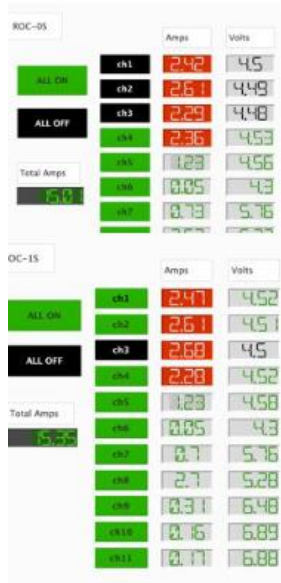 ROC-0S
Amps Volts
ALL ON
ALL OFF
Total Amps
15.01
ch1 2.42 4.5
ch2 2.61 4.49
ch3 2.29 4.48
ch4 2.36 4.53
ch5 1.23 4.56
ch6 0.05 4.3
ch7 0.73 5.76
OC-1S
Amps Volts
ALL ON
ALL OFF
Total Amps
15.35
ch1 2.47 4.52
ch2 2.61 4.51
ch3 2.68 4.5
ch4 2.28 4.52
ch5 1.23 4.58
ch6 0.05 4.3
ch7 0.7 5.76
ch8 2.7 5.28
ch9 0.31 6.48
ch10 0.16 6.89
ch11 0.17 6.88